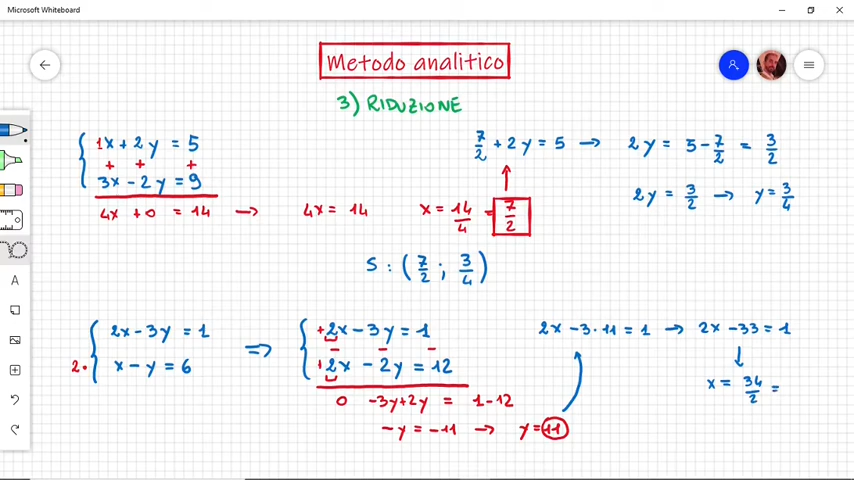 Microsoft Whiteboard
Metodo analitico
3) RIDUZIONE
1x + 2y = 5
+ + +
3x - 2y = 9
4x + 0 = 14 → 4x = 14 x = 14/4 = 7/2
7/2 + 2y = 5 → 2y = 5 - 7/2 = 3/2
2y = 3/2 → y = 3/4
S : (7/2 ; 3/4)
2x - 3y = 1
2· x - y = 6
⇒
+2x - 3y = 1
- - -
+2x - 2y = 12
0 -3y+2y = 1-12
-y = -11 → y = 11
2x - 3·11 = 1 → 2x - 33 = 1
↓
x = 34/2 =
A